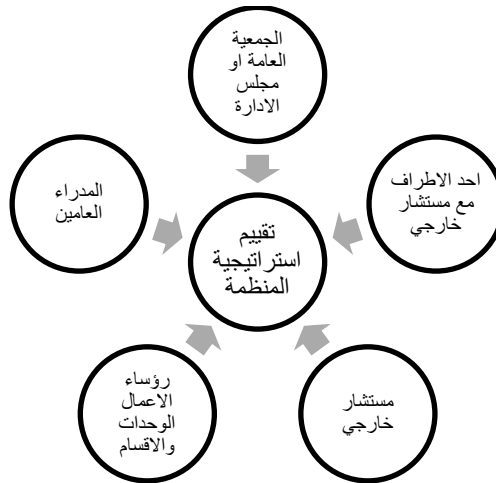 الجمعية
العامة او
مجلس
الادارة
احد الاطراف
مع مستشار
خارجي
المدراء
العامين
تقييم
استراتيجية
المنظمة
رؤساء
الاعمال
الوحدات
والاقسام
مستشار
خارجي